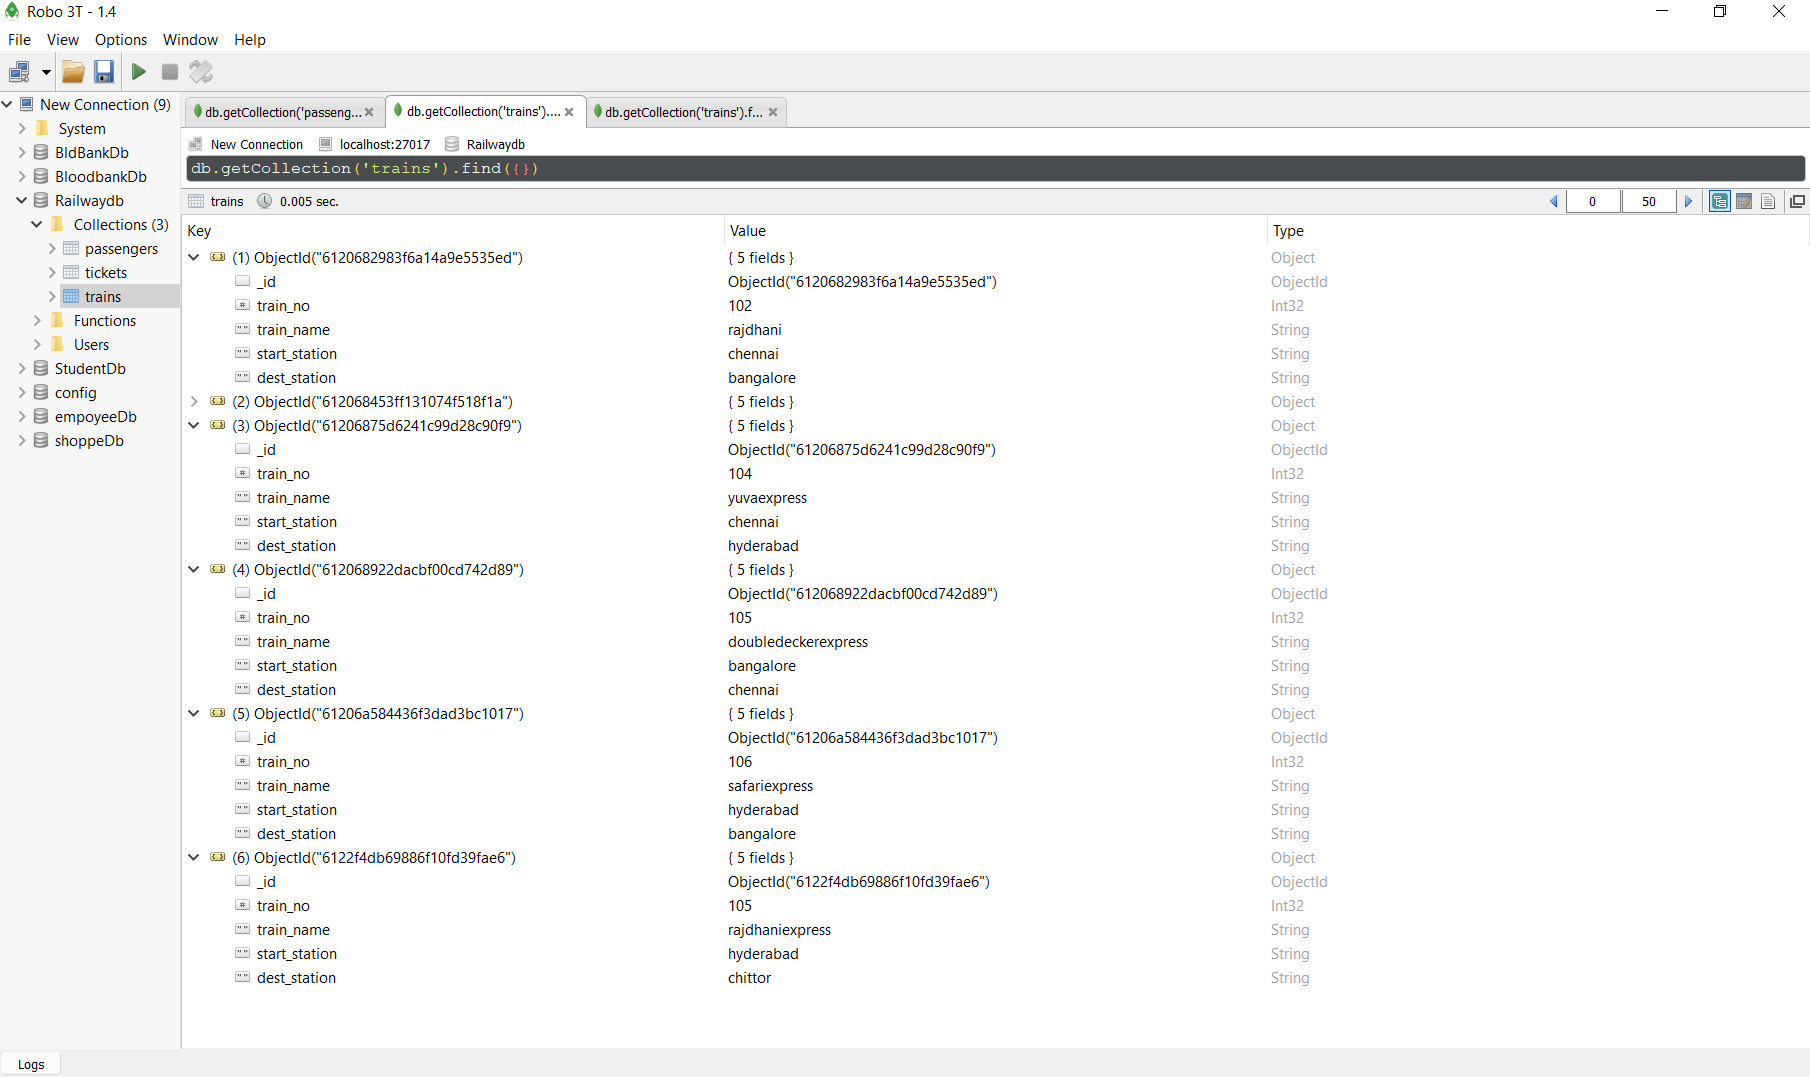 Robo 3T - 1.4
File View Options Window Help
New Connection (9)
System
BldBankDb
BloodbankDb
Railwaydb
Collections (3)
passengers
tickets
trains
Functions
Users
StudentDb
config
empoyeeDb
shoppeDb
db.getCollection('passeng... db.getCollection('trains').... db.getCollection('trains').f...
New Connection localhost:27017 Railwaydb
db.getCollection('trains').find({})
trains 0.005 sec. 0 50
Key Value Type
(1) ObjectId("6120682983f6a14a9e5535ed") { 5 fields } Object
_id ObjectId("6120682983f6a14a9e5535ed") ObjectId
# train_no 102 Int32
"" train_name rajdhani String
"" start_station chennai String
"" dest_station bangalore String
(2) ObjectId("612068453ff131074f518f1a") { 5 fields } Object
(3) ObjectId("61206875d6241c99d28c90f9") { 5 fields } Object
_id ObjectId("61206875d6241c99d28c90f9") ObjectId
# train_no 104 Int32
"" train_name yuvaexpress String
"" start_station chennai String
"" dest_station hyderabad String
(4) ObjectId("612068922dacbf00cd742d89") { 5 fields } Object
_id ObjectId("612068922dacbf00cd742d89") ObjectId
# train_no 105 Int32
"" train_name doubledeckerexpress String
"" start_station bangalore String
"" dest_station chennai String
(5) ObjectId("61206a584436f3dad3bc1017") { 5 fields } Object
_id ObjectId("61206a584436f3dad3bc1017") ObjectId
# train_no 106 Int32
"" train_name safariexpress String
"" start_station hyderabad String
"" dest_station bangalore String
(6) ObjectId("6122f4db69886f10fd39fae6") { 5 fields } Object
_id ObjectId("6122f4db69886f10fd39fae6") ObjectId
# train_no 105 Int32
"" train_name rajdhaniexpress String
"" start_station hyderabad String
"" dest_station chittor String
Logs